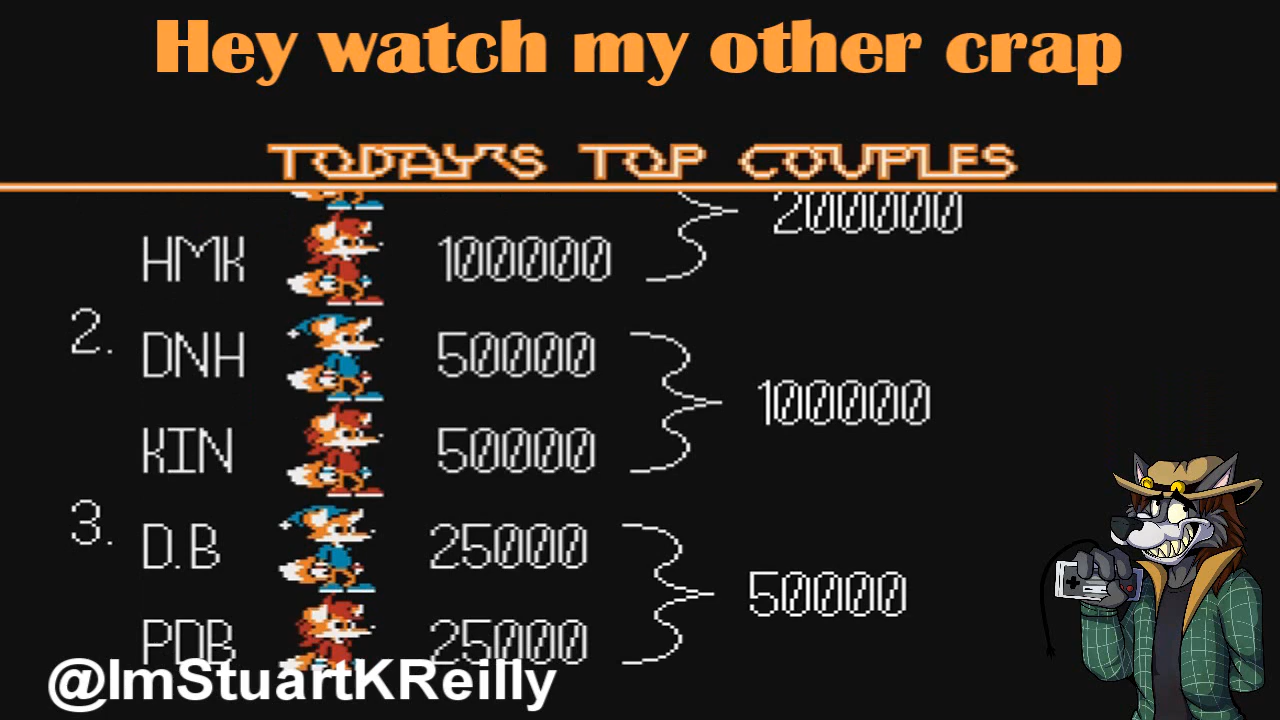 Hey watch my other crap
TODAY'S TOP COUPLES
200000
HMK 100000
2. DNH 50000
100000
KIN 50000
3. D.B 25000
50000
PDB 25000
@ImStuartKReilly